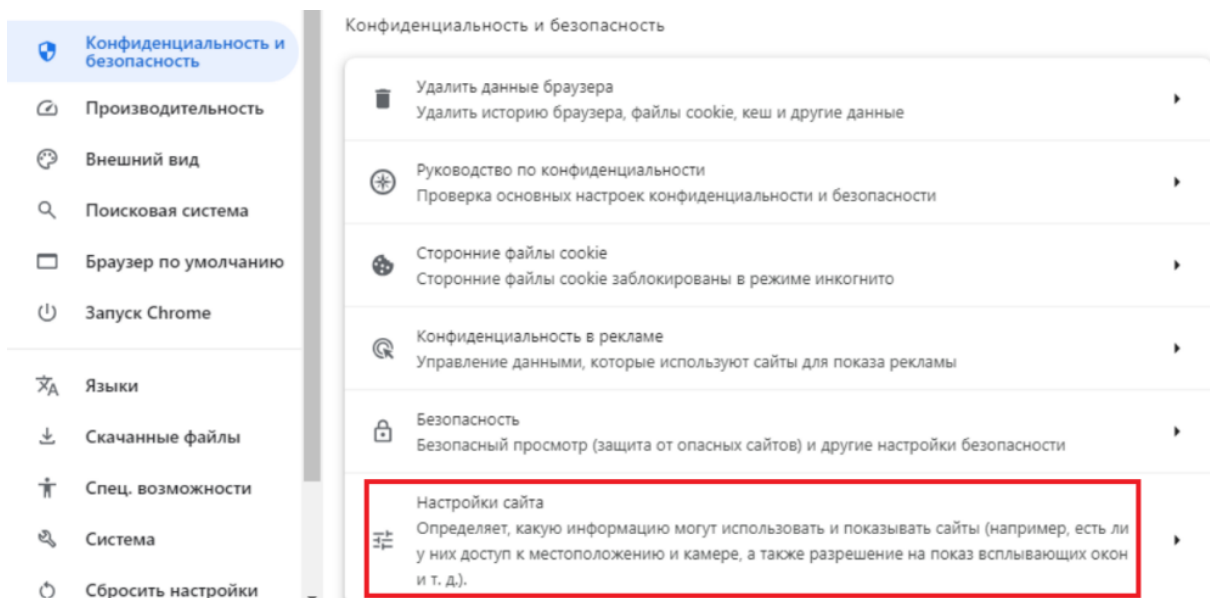 Конфиденциальность и
безопасность
Производительность
Внешний вид
Поисковая система
Браузер по умолчанию
Запуск Chrome
Языки
Скачанные файлы
Спец. возможности
Система
Сбросить настройки
Конфиденциальность и безопасность
Удалить данные браузера
Удалить историю браузера, файлы cookie, кеш и другие данные
Руководство по конфиденциальности
Проверка основных настроек конфиденциальности и безопасности
Сторонние файлы cookie
Сторонние файлы cookie заблокированы в режиме инкогнито
Конфиденциальность в рекламе
Управление данными, которые используют сайты для показа рекламы
Безопасность
Безопасный просмотр (защита от опасных сайтов) и другие настройки безопасности
Настройки сайта
Определяет, какую информацию могут использовать и показывать сайты (например, есть ли
у них доступ к местоположению и камере, а также разрешение на показ всплывающих окон
и т. д.).